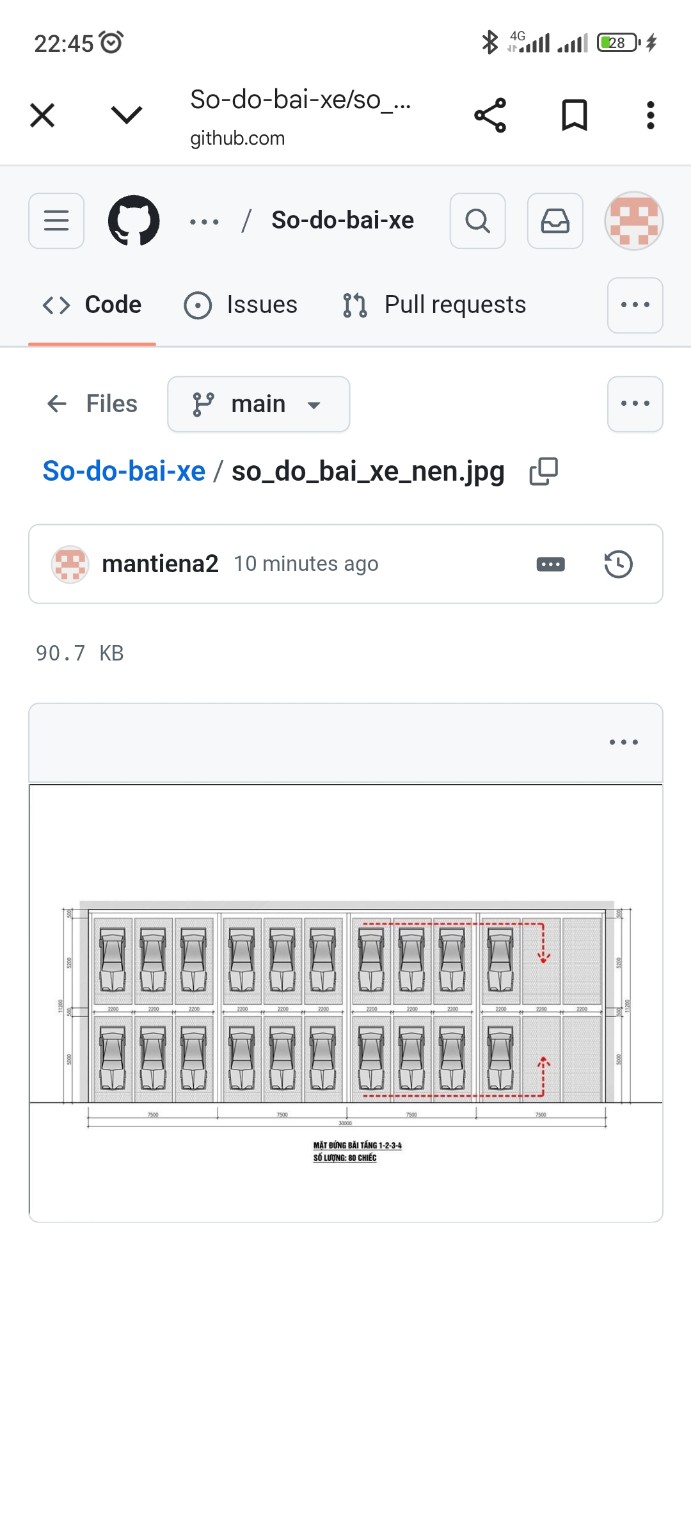 22:45
4G
28
So-do-bai-xe/so_...
github.com
... / So-do-bai-xe
Code
Issues
Pull requests
Files
main
So-do-bai-xe / so_do_bai_xe_nen.jpg
mantiena2 10 minutes ago
90.7 KB
2200 2200 2200 2200 2200 2200 2200 2200 2200 2200 2200 2200
7500 7500 7500 7500
30000
MẶT ĐỨNG BÃI TẦNG 1-2-3-4
SỐ LƯỢNG: 80 CHIẾC